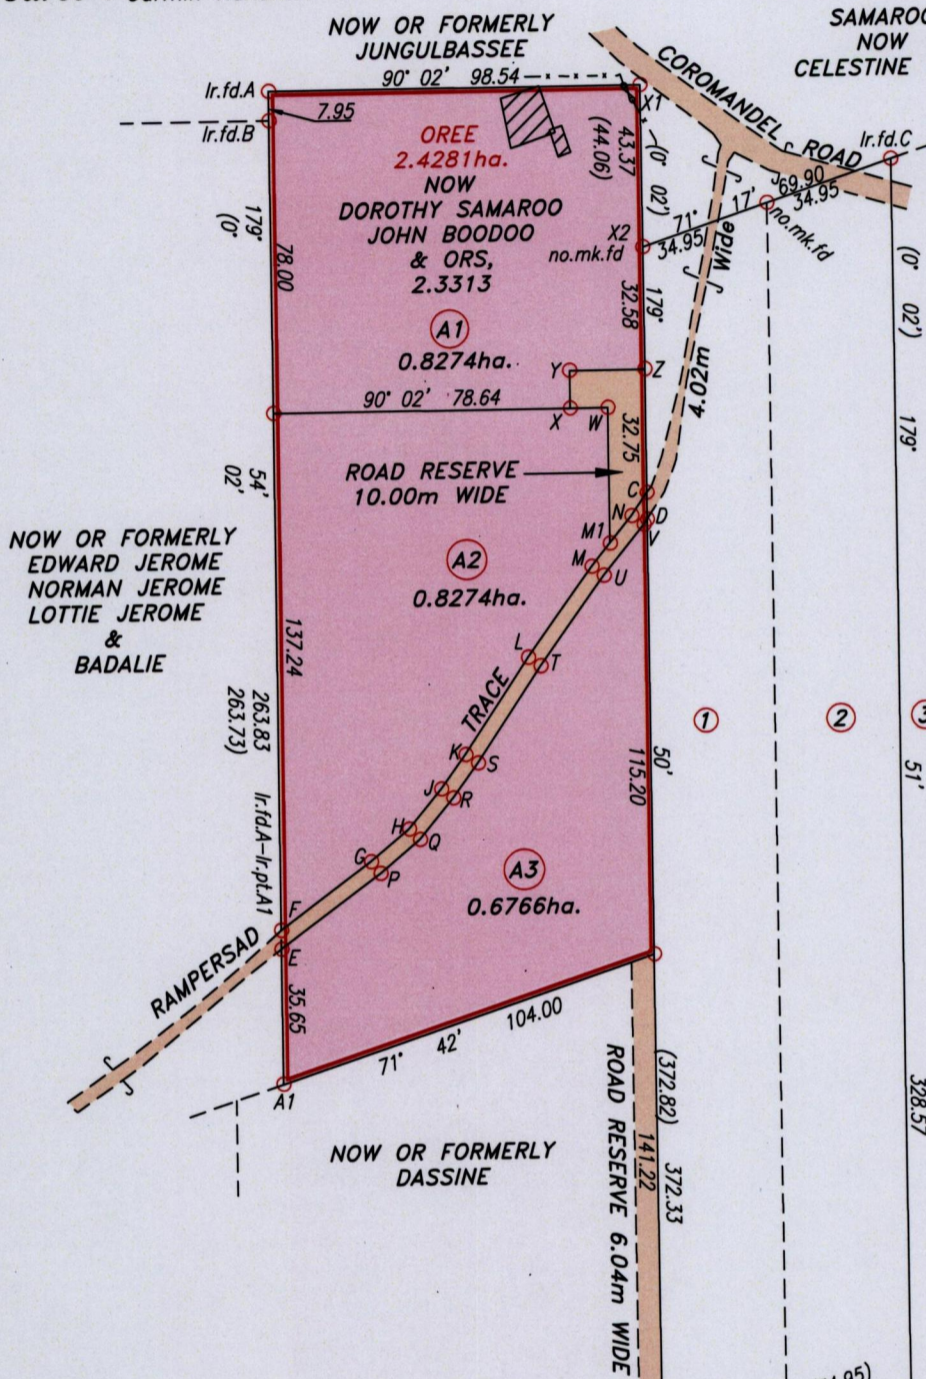 NOW OR FORMERLY
JUNGULBASSEE
SAMAROO
NOW
CELESTINE
90° 02' 98.54
Ir.fd.A
7.95
Ir.fd.B
X1
COROMANDEL ROAD
Ir.fd.C
OREE
2.4281ha.
NOW
DOROTHY SAMAROO
JOHN BOODOO
& ORS,
2.3313
43.37
(44.06)
(0° 02')
69.90
71° 17'
34.95
34.95
no.mk.fd
X2
no.mk.fd
Wide
179°
(0°
78.00
32.58
179°
(0° 02')
A1
0.8274ha.
Y
Z
4.02m
90° 02' 78.64
X
W
32.75
179°
ROAD RESERVE
10.00m WIDE
C
N
D
V
M1
54'
02'
NOW OR FORMERLY
EDWARD JEROME
NORMAN JEROME
LOTTIE JEROME
&
BADALIE
A2
0.8274ha.
M
U
137.24
L
T
TRACE
263.83
263.73)
1
2
3
K
S
50'
115.20
51'
J
R
Ir.fd.A-Ir.pt.A1
H
Q
G
P
A3
0.6766ha.
F
E
RAMPERSAD
35.65
71° 42' 104.00
A1
ROAD RESERVE 6.04m WIDE
(372.82)
141.22
372.33
328.57
NOW OR FORMERLY
DASSINE